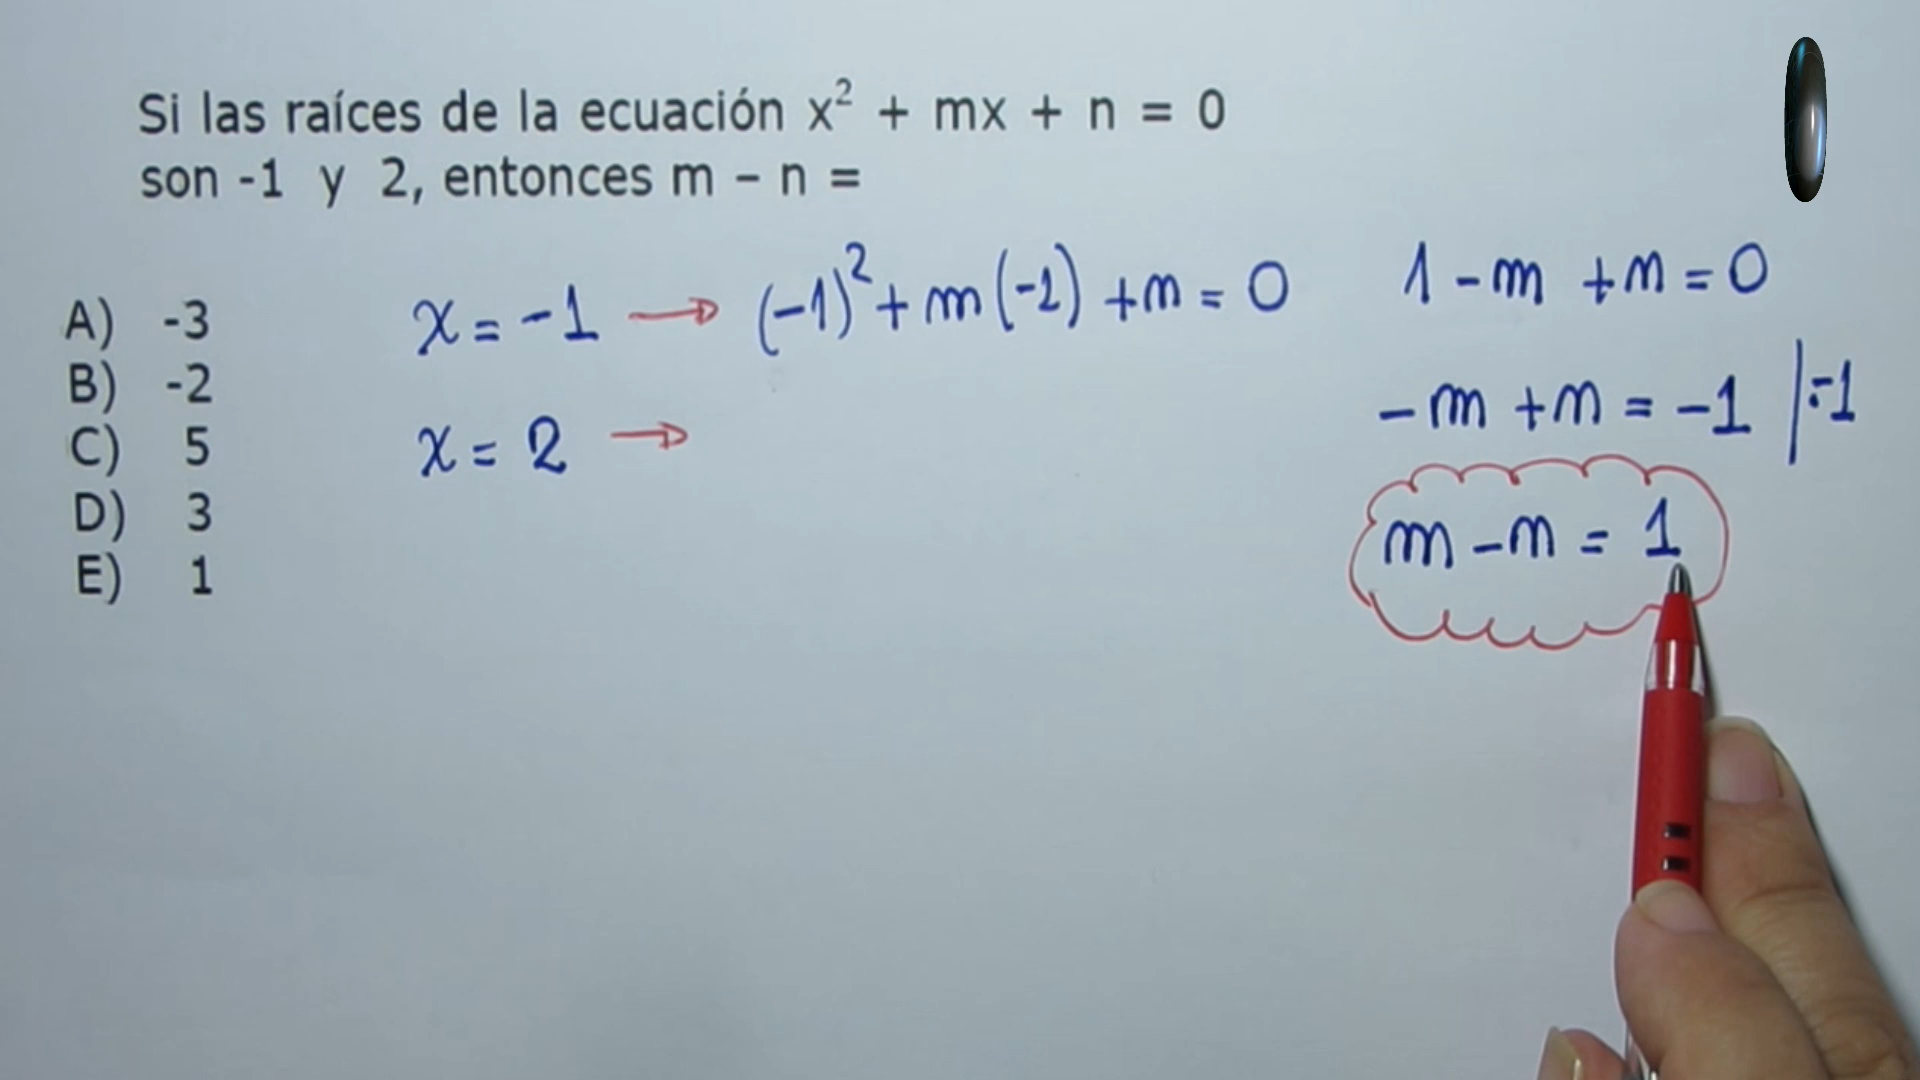 Si las raíces de la ecuación x² + mx + n = 0
son -1 y 2, entonces m – n =
A) -3
B) -2
C) 5
D) 3
E) 1
x = -1 → (-1)² + m(-1) + n = 0
x = 2 →
1 - m + n = 0
- m + n = -1 | : -1
m - n = 1